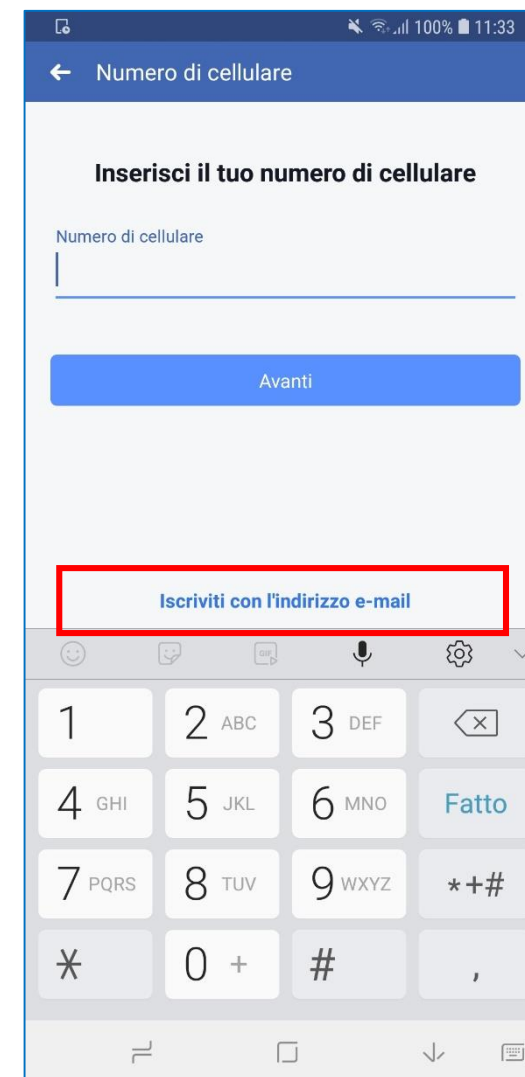 100% 11:33
Numero di cellulare
Inserisci il tuo numero di cellulare
Numero di cellulare
Avanti
Iscriviti con l'indirizzo e-mail
GIF
1 2 ABC 3 DEF
4 GHI 5 JKL 6 MNO Fatto
7 PQRS 8 TUV 9 WXYZ *+#
* 0 + # ,